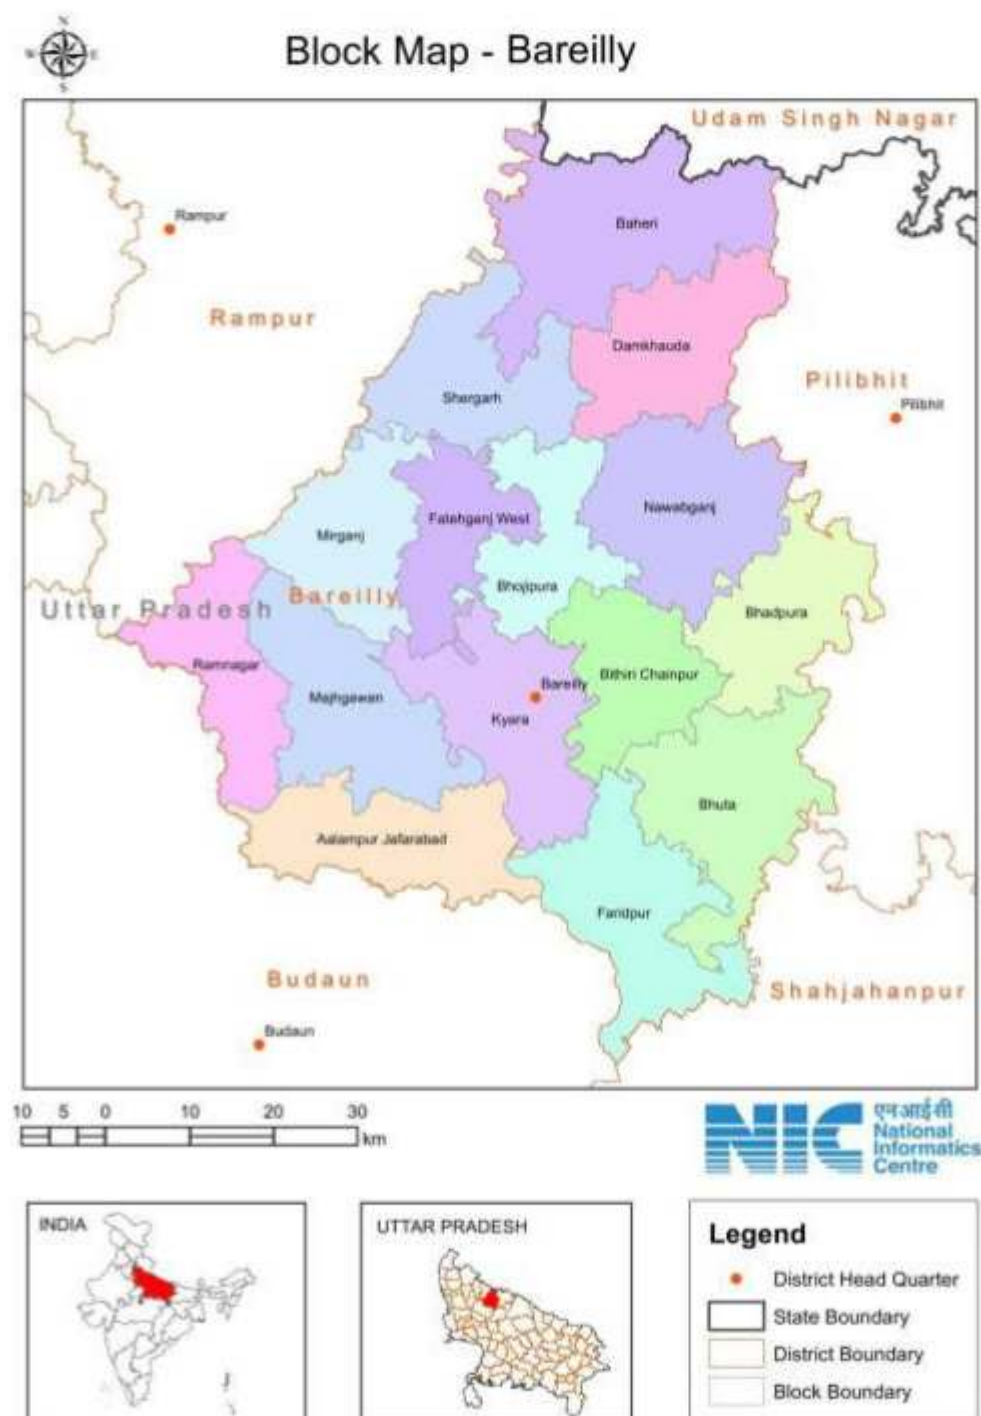 N
W E
S
Block Map - Bareilly
Udam Singh Nagar
Rampur
Baheri
Rampur
Damkhauda
Pilibhit
Pilibhit
Shergarh
Nawabganj
Fatehganj West
Mirganj
Bhojipura
Bareilly
Uttar Pradesh
Bhadpura
Ramnagar
Bithiri Chainpur
Bareilly
Majhgawan
Kyara
Bhuta
Aalampur Jafarabad
Faridpur
Budaun
Shahjahanpur
Budaun
10 5 0 10 20 30
km
NIC
एनआईसी
National
Informatics
Centre
INDIA
UTTAR PRADESH
Legend
District Head Quarter
State Boundary
District Boundary
Block Boundary